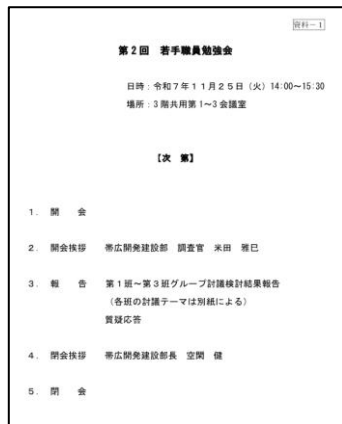 資料－１
第２回　若手職員勉強会
日時：令和７年１１月２５日（火）14:00～15:30
場所：３階共用第１～３会議室
【次　第】
１．　開　会
２．　開会挨拶　帯広開発建設部　調査官　米田　雅巳
３．　報　告　第１班～第３班グループ討議検討結果報告
（各班の討議テーマは別紙による）
質疑応答
４．　閉会挨拶　帯広開発建設部長　空閑　健
５．　閉　会